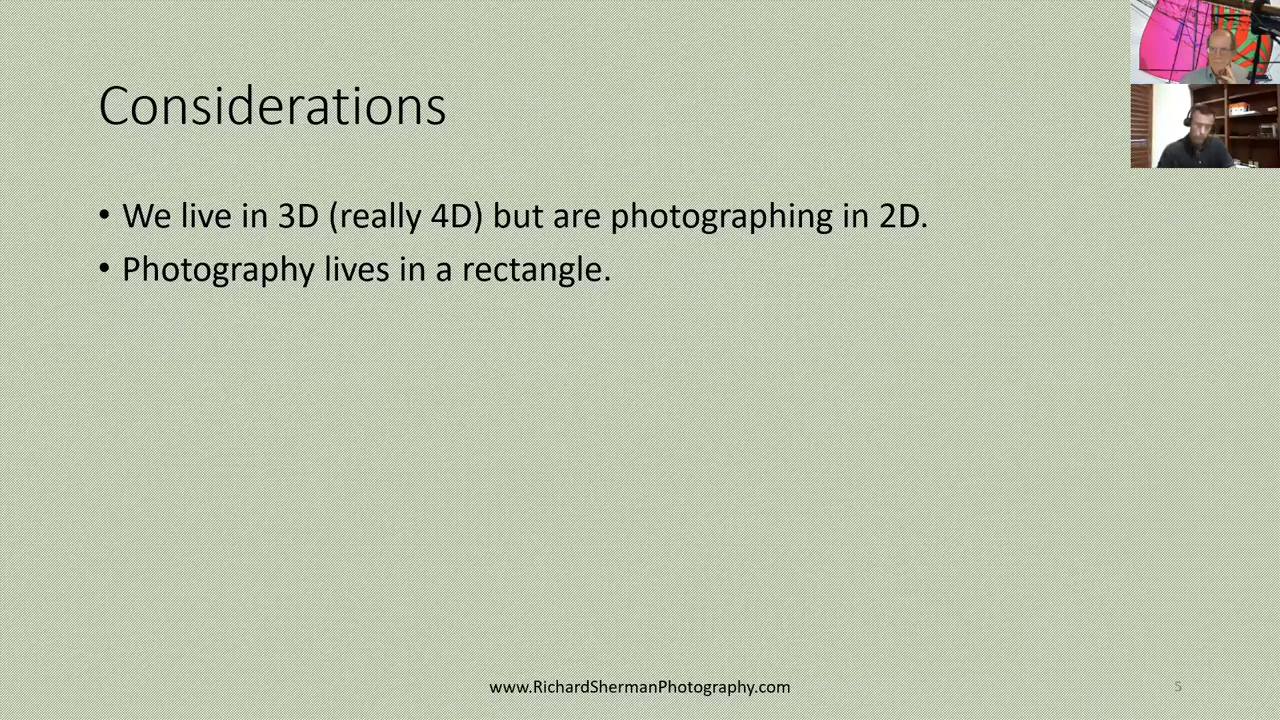 Considerations
• We live in 3D (really 4D) but are photographing in 2D.
• Photography lives in a rectangle.
www.RichardShermanPhotography.com
5